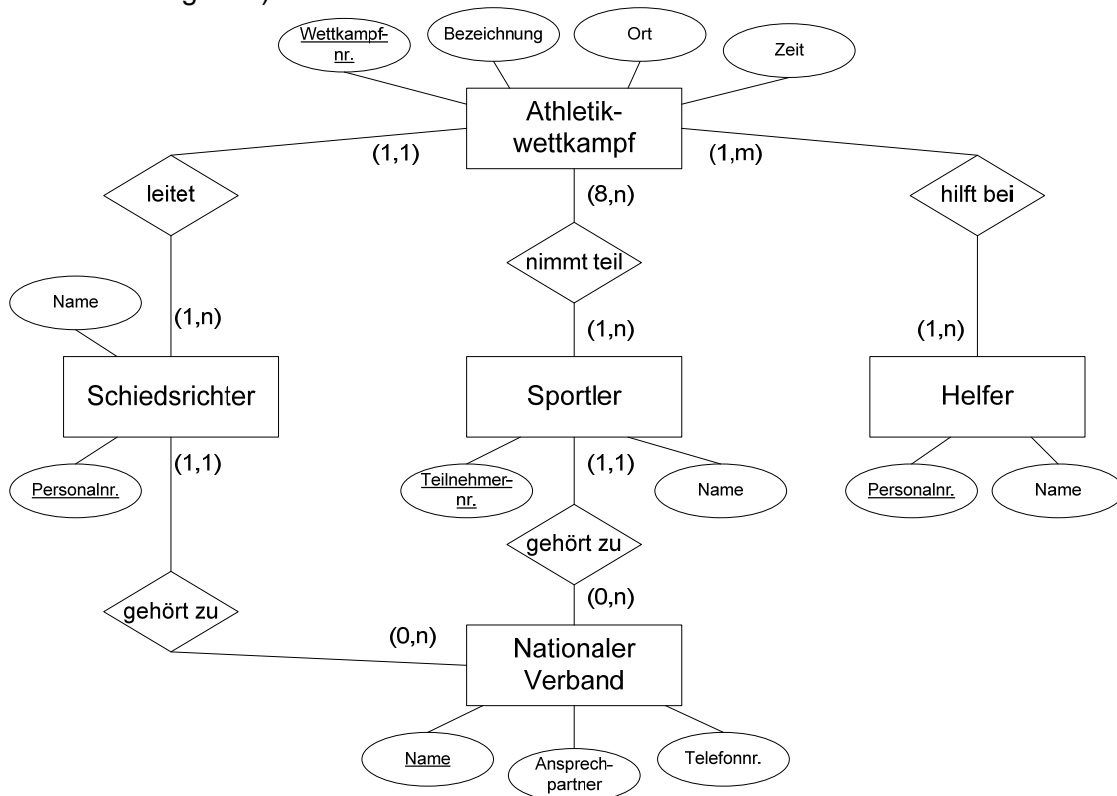 Wettkampf-
nr.
Bezeichnung
Ort
Zeit
Athletik-
wettkampf
(1,1)
(1,m)
leitet
(8,n)
hilft bei
nimmt teil
Name
(1,n)
(1,n)
(1,n)
Schiedsrichter
Sportler
Helfer
(1,1)
(1,1)
Personalnr.
Teilnehmer-
nr.
Name
Personalnr.
Name
gehört zu
gehört zu
(0,n)
(0,n)
Nationaler
Verband
Name
Ansprech-
partner
Telefonnr.